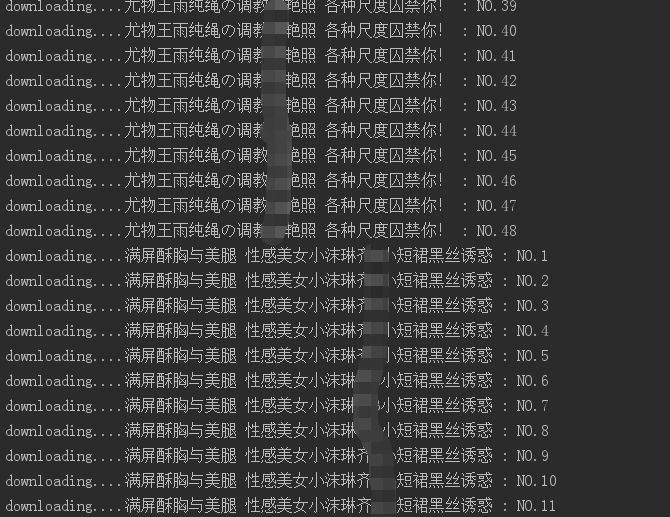 downloading....尤物王雨纯绳の调教 艳照 各种尺度囚禁你! : NO.39
downloading....尤物王雨纯绳の调教 艳照 各种尺度囚禁你! : NO.40
downloading....尤物王雨纯绳の调教 艳照 各种尺度囚禁你! : NO.41
downloading....尤物王雨纯绳の调教 艳照 各种尺度囚禁你! : NO.42
downloading....尤物王雨纯绳の调教 艳照 各种尺度囚禁你! : NO.43
downloading....尤物王雨纯绳の调教 艳照 各种尺度囚禁你! : NO.44
downloading....尤物王雨纯绳の调教 艳照 各种尺度囚禁你! : NO.45
downloading....尤物王雨纯绳の调教 艳照 各种尺度囚禁你! : NO.46
downloading....尤物王雨纯绳の调教 艳照 各种尺度囚禁你! : NO.47
downloading....尤物王雨纯绳の调教 艳照 各种尺度囚禁你! : NO.48
downloading....满屏酥胸与美腿 性感美女小沫琳齐 小短裙黑丝诱惑 : NO.1
downloading....满屏酥胸与美腿 性感美女小沫琳 小短裙黑丝诱惑 : NO.2
downloading....满屏酥胸与美腿 性感美女小沫琳 小短裙黑丝诱惑 : NO.3
downloading....满屏酥胸与美腿 性感美女小沫琳 小短裙黑丝诱惑 : NO.4
downloading....满屏酥胸与美腿 性感美女小沫琳 小短裙黑丝诱惑 : NO.5
downloading....满屏酥胸与美腿 性感美女小沫琳 小短裙黑丝诱惑 : NO.6
downloading....满屏酥胸与美腿 性感美女小沫琳 小短裙黑丝诱惑 : NO.7
downloading....满屏酥胸与美腿 性感美女小沫琳 小短裙黑丝诱惑 : NO.8
downloading....满屏酥胸与美腿 性感美女小沫琳 小短裙黑丝诱惑 : NO.9
downloading....满屏酥胸与美腿 性感美女小沫琳齐 短裙黑丝诱惑 : NO.10
downloading....满屏酥胸与美腿 性感美女小沫琳齐 短裙黑丝诱惑 : NO.11